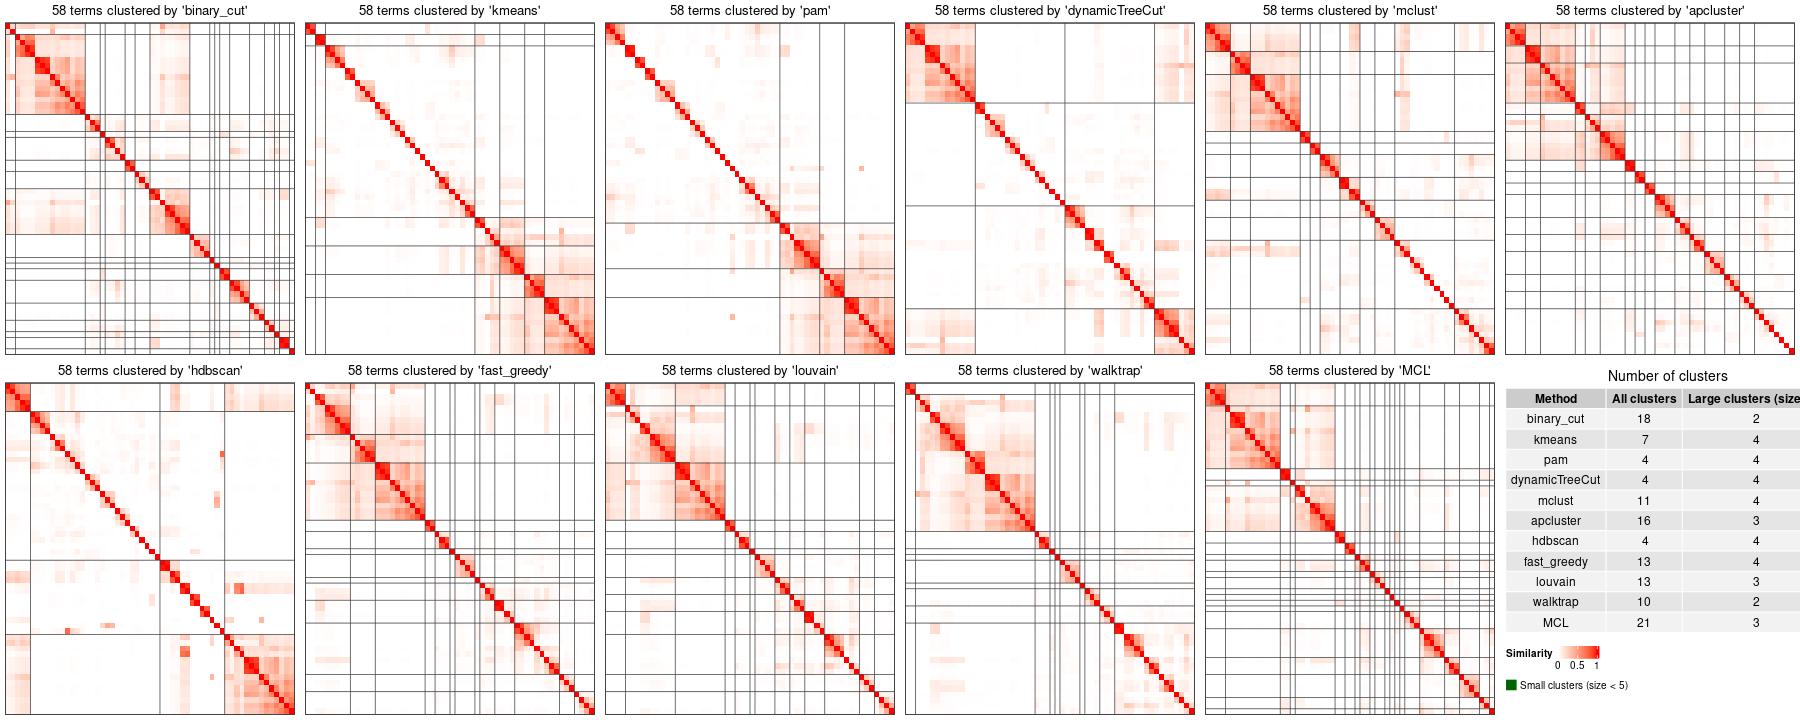 58 terms clustered by 'binary_cut'
58 terms clustered by 'kmeans'
58 terms clustered by 'pam'
58 terms clustered by 'dynamicTreeCut'
58 terms clustered by 'mclust'
58 terms clustered by 'apcluster'
58 terms clustered by 'hdbscan'
58 terms clustered by 'fast_greedy'
58 terms clustered by 'louvain'
58 terms clustered by 'walktrap'
58 terms clustered by 'MCL'
Number of clusters
Method All clusters Large clusters (size
binary_cut 18 2
kmeans 7 4
pam 4 4
dynamicTreeCut 4 4
mclust 11 4
apcluster 16 3
hdbscan 4 4
fast_greedy 13 4
louvain 13 3
walktrap 10 2
MCL 21 3
Similarity
0 0.5 1
Small clusters (size < 5)